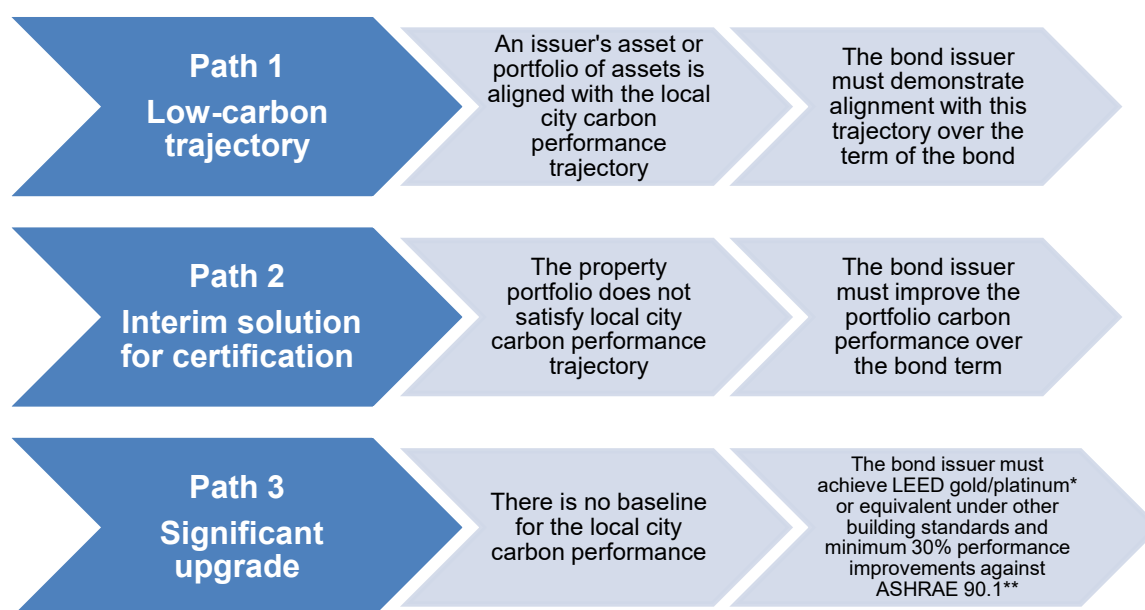 Path 1
Low-carbon
trajectory
An issuer's asset or
portfolio of assets is
aligned with the local
city carbon
performance
trajectory
The bond issuer
must demonstrate
alignment with this
trajectory over the
term of the bond
Path 2
Interim solution
for certification
The property
portfolio does not
satisfy local city
carbon performance
trajectory
The bond issuer
must improve the
portfolio carbon
performance over
the bond term
Path 3
Significant
upgrade
There is no baseline
for the local city
carbon performance
The bond issuer must
achieve LEED gold/platinum*
or equivalent under other
building standards and
minimum 30% performance
improvements against
ASHRAE 90.1**